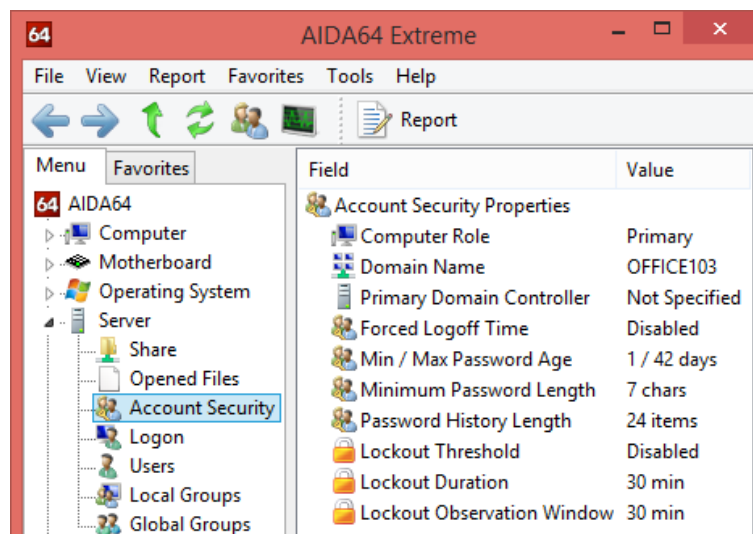 64 AIDA64 Extreme
File View Report Favorites Tools Help
Report
Menu Favorites
64 AIDA64
Computer
Motherboard
Operating System
Server
Share
Opened Files
Account Security
Logon
Users
Local Groups
Global Groups
Field Value
Account Security Properties
Computer Role Primary
Domain Name OFFICE103
Primary Domain Controller Not Specified
Forced Logoff Time Disabled
Min / Max Password Age 1 / 42 days
Minimum Password Length 7 chars
Password History Length 24 items
Lockout Threshold Disabled
Lockout Duration 30 min
Lockout Observation Window 30 min